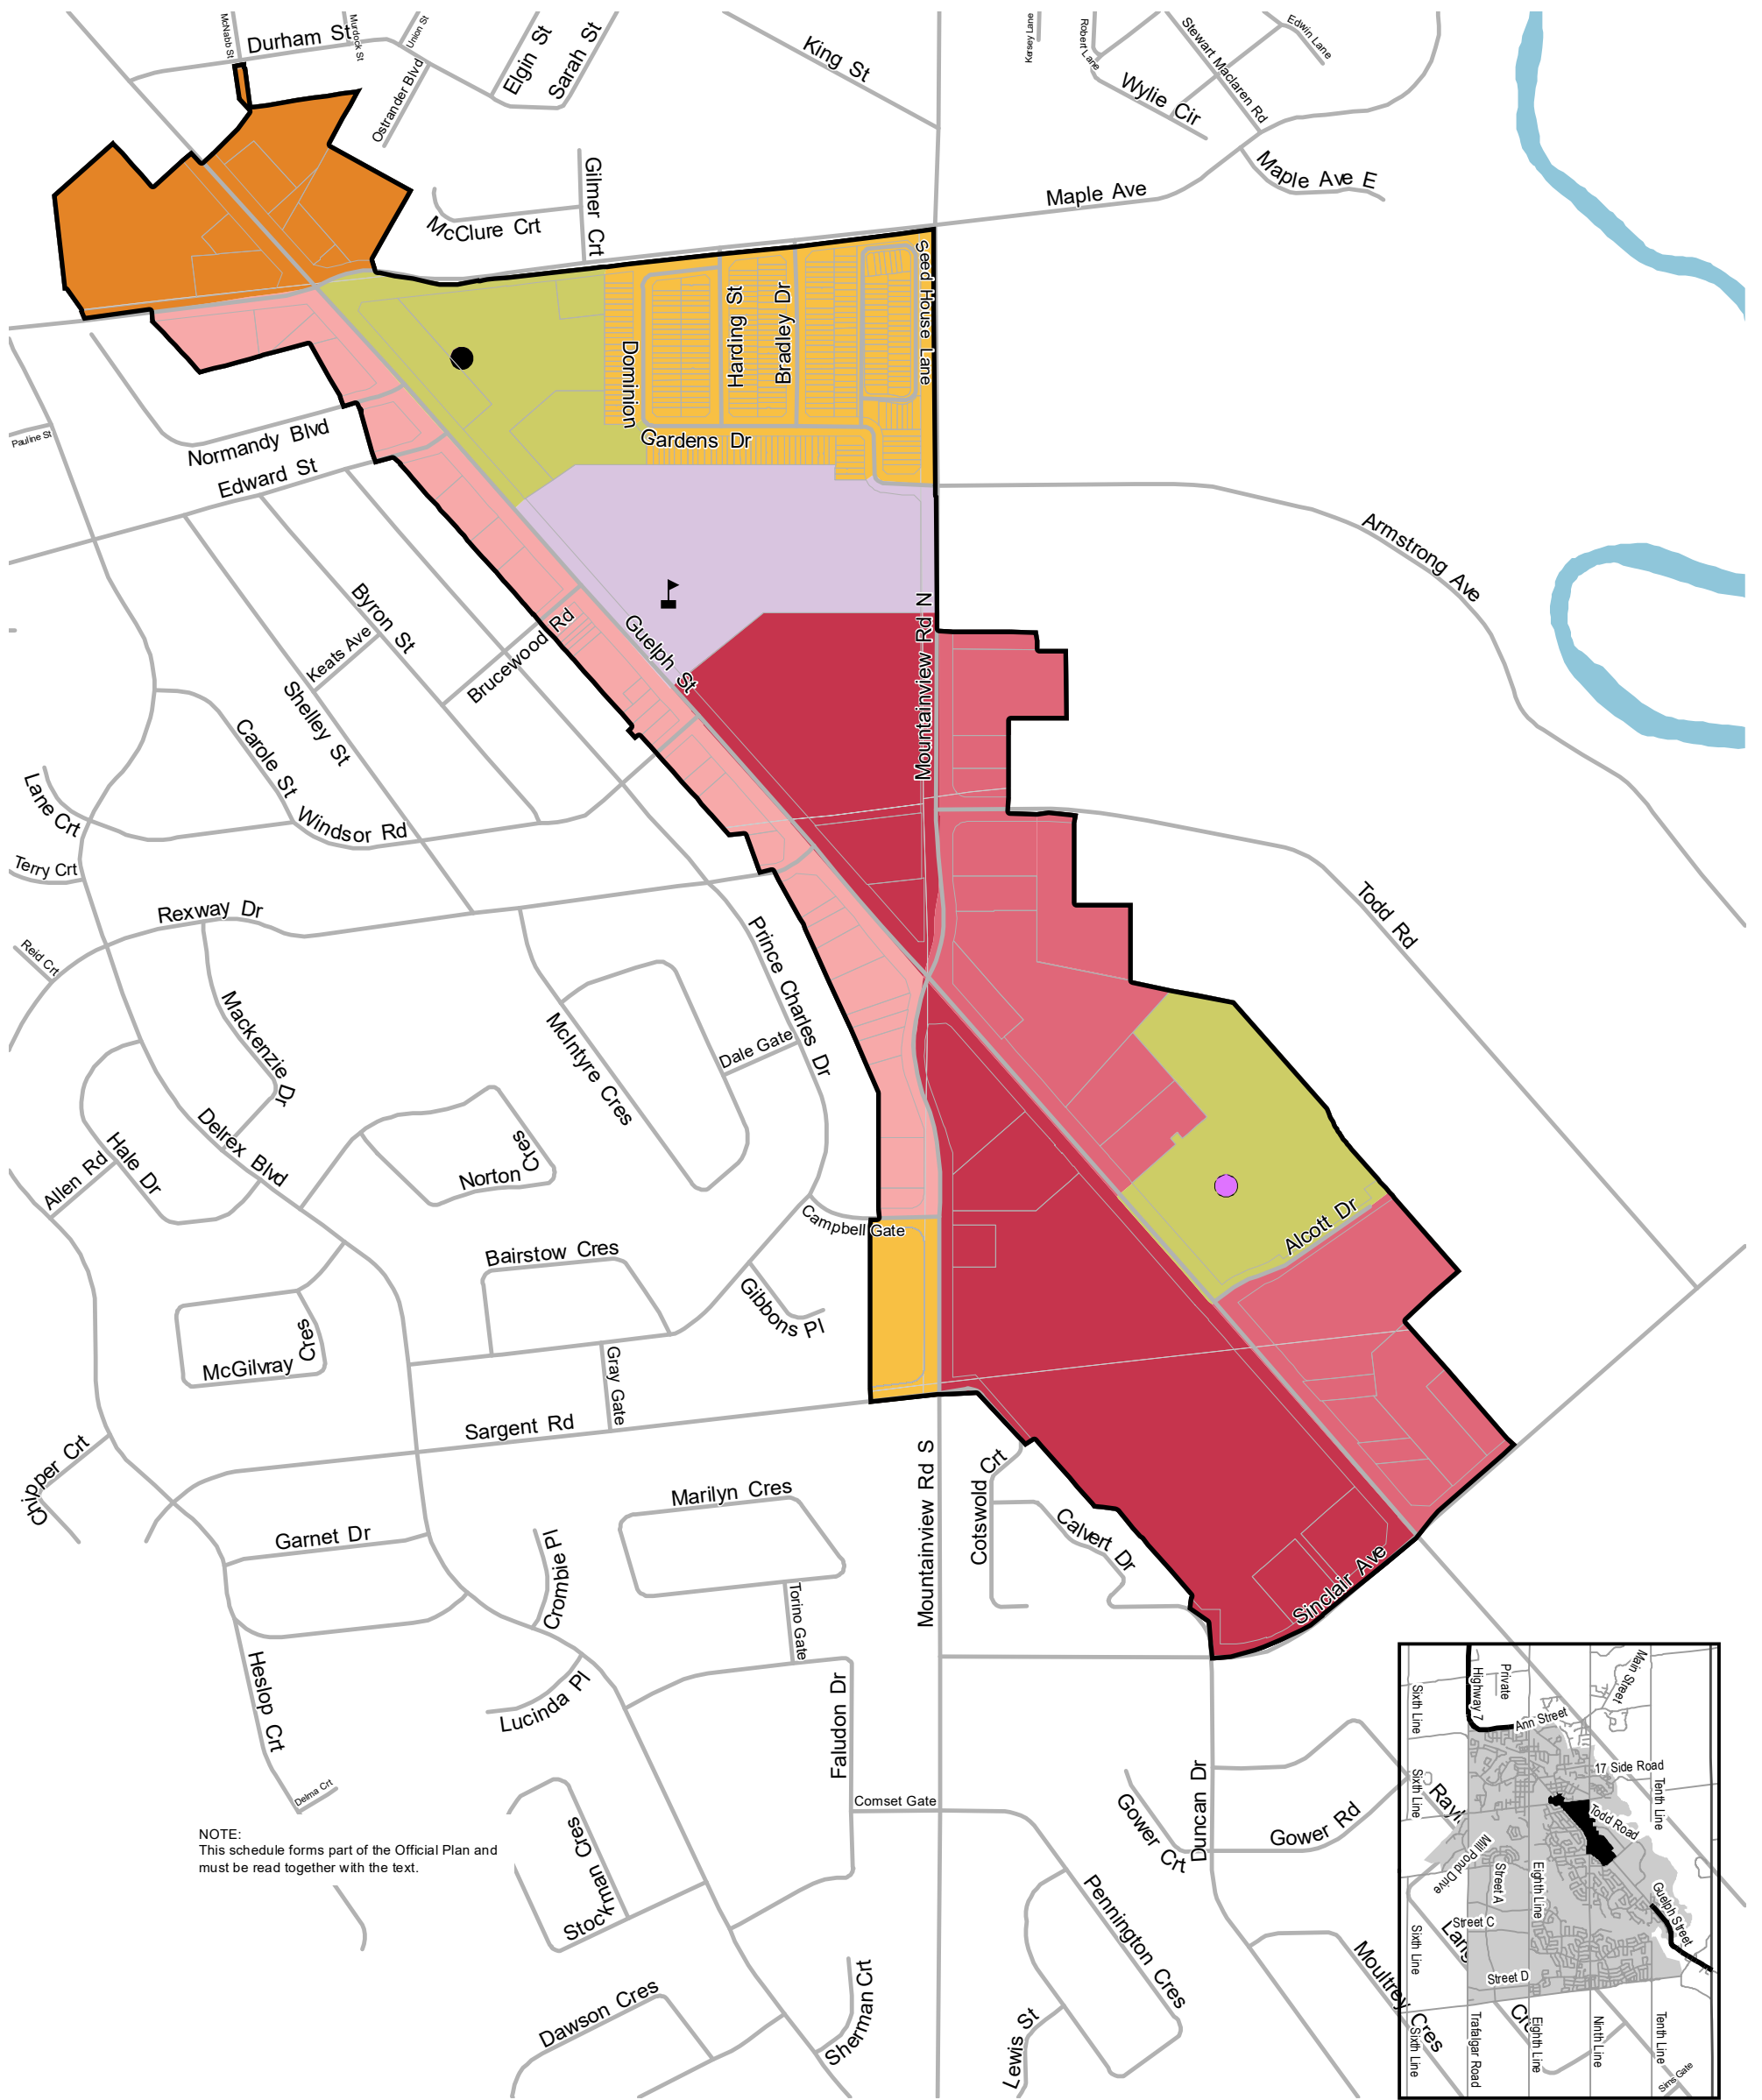 McNabb St
Durham St
Murdock St
Union St
Ostrander Blvd
Elgin St
Sarah St
King St
Kersey Lane
Robert Lane
Stewart Maclaren Rd
Edwin Lane
Wylie Cir
Maple Ave E
Maple Ave
Gilmer Crt
McClure Crt
Seed House Lane
Harding St
Bradley Dr
Dominion
Gardens Dr
Pauline St
Normandy Blvd
Edward St
Armstrong Ave
Byron St
Keats Ave
Brucewood Rd
Guelph St
Mountainview Rd N
Shelley St
Carole St
Lane Crt
Windsor Rd
Terry Crt
Todd Rd
Rexway Dr
Reid Crt
Prince Charles Dr
Mackenzie Dr
McIntyre Cres
Dale Gate
Delrex Blvd
Hale Dr
Allen Rd
Norton Cres
Campbell Gate
Alcott Dr
Bairstow Cres
Gibbons Pl
McGilvray Cres
Gray Gate
Sargent Rd
Chipper Crt
Mountainview Rd S
Cotswold Crt
Calvert Dr
Marilyn Cres
Garnet Dr
Crombie Pl
Torino Gate
Sinclair Ave
Heslop Crt
Lucinda Pl
Faludon Dr
Delma Crt
Comset Gate
Duncan Dr
Gower Crt
Gower Rd
NOTE:
This schedule forms part of the Official Plan and
must be read together with the text.
Stockman Cres
Pennington Cres
Moultrey Cres
Dawson Cres
Sherman Crt
Lewis St
Sixth Line
Highway 7
Private
Main Street
Ann Street
17 Side Road
Sixth Line
Tenth Line
Todd Road
Mill Pond Drive
Street A
Eighth Line
Guelph Street
Street C
Sixth Line
Street D
Sixth Line
Trafalgar Road
Eighth Line
Ninth Line
Tenth Line
Sims Gate